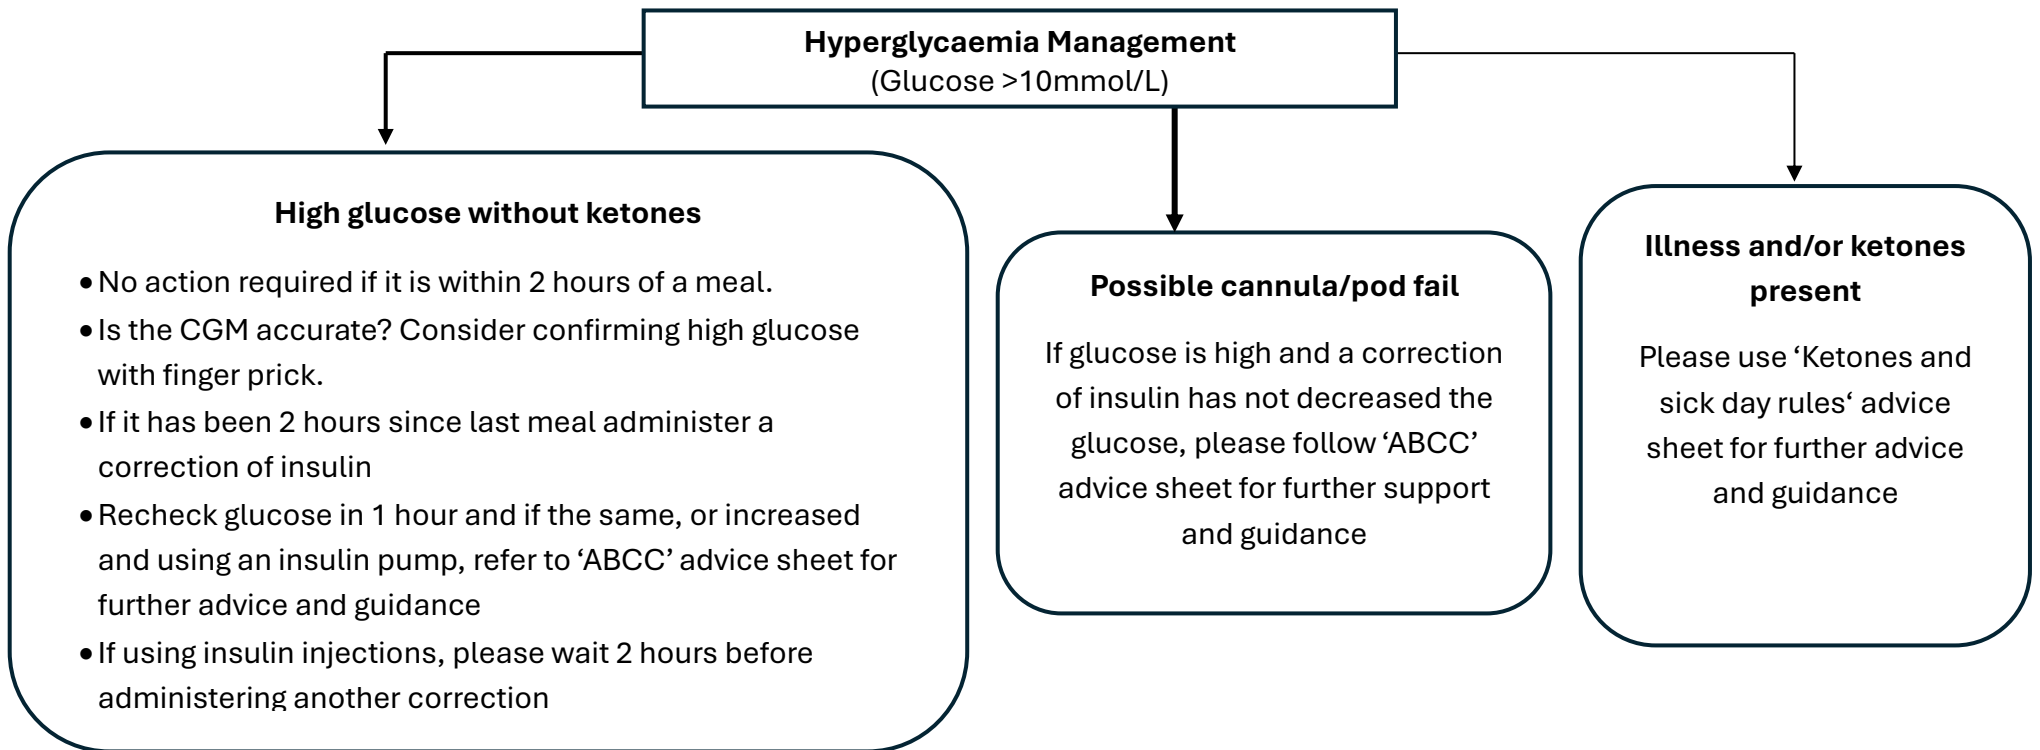 Hyperglycaemia Management
(Glucose >10mmol/L)
High glucose without ketones
• No action required if it is within 2 hours of a meal.
• Is the CGM accurate? Consider confirming high glucose
with finger prick.
• If it has been 2 hours since last meal administer a
correction of insulin
• Recheck glucose in 1 hour and if the same, or increased
and using an insulin pump, refer to ‘ABCC’ advice sheet for
further advice and guidance
• If using insulin injections, please wait 2 hours before
administering another correction
Possible cannula/pod fail
If glucose is high and a correction
of insulin has not decreased the
glucose, please follow ‘ABCC’
advice sheet for further support
and guidance
Illness and/or ketones
present
Please use ‘Ketones and
sick day rules‘ advice
sheet for further advice
and guidance